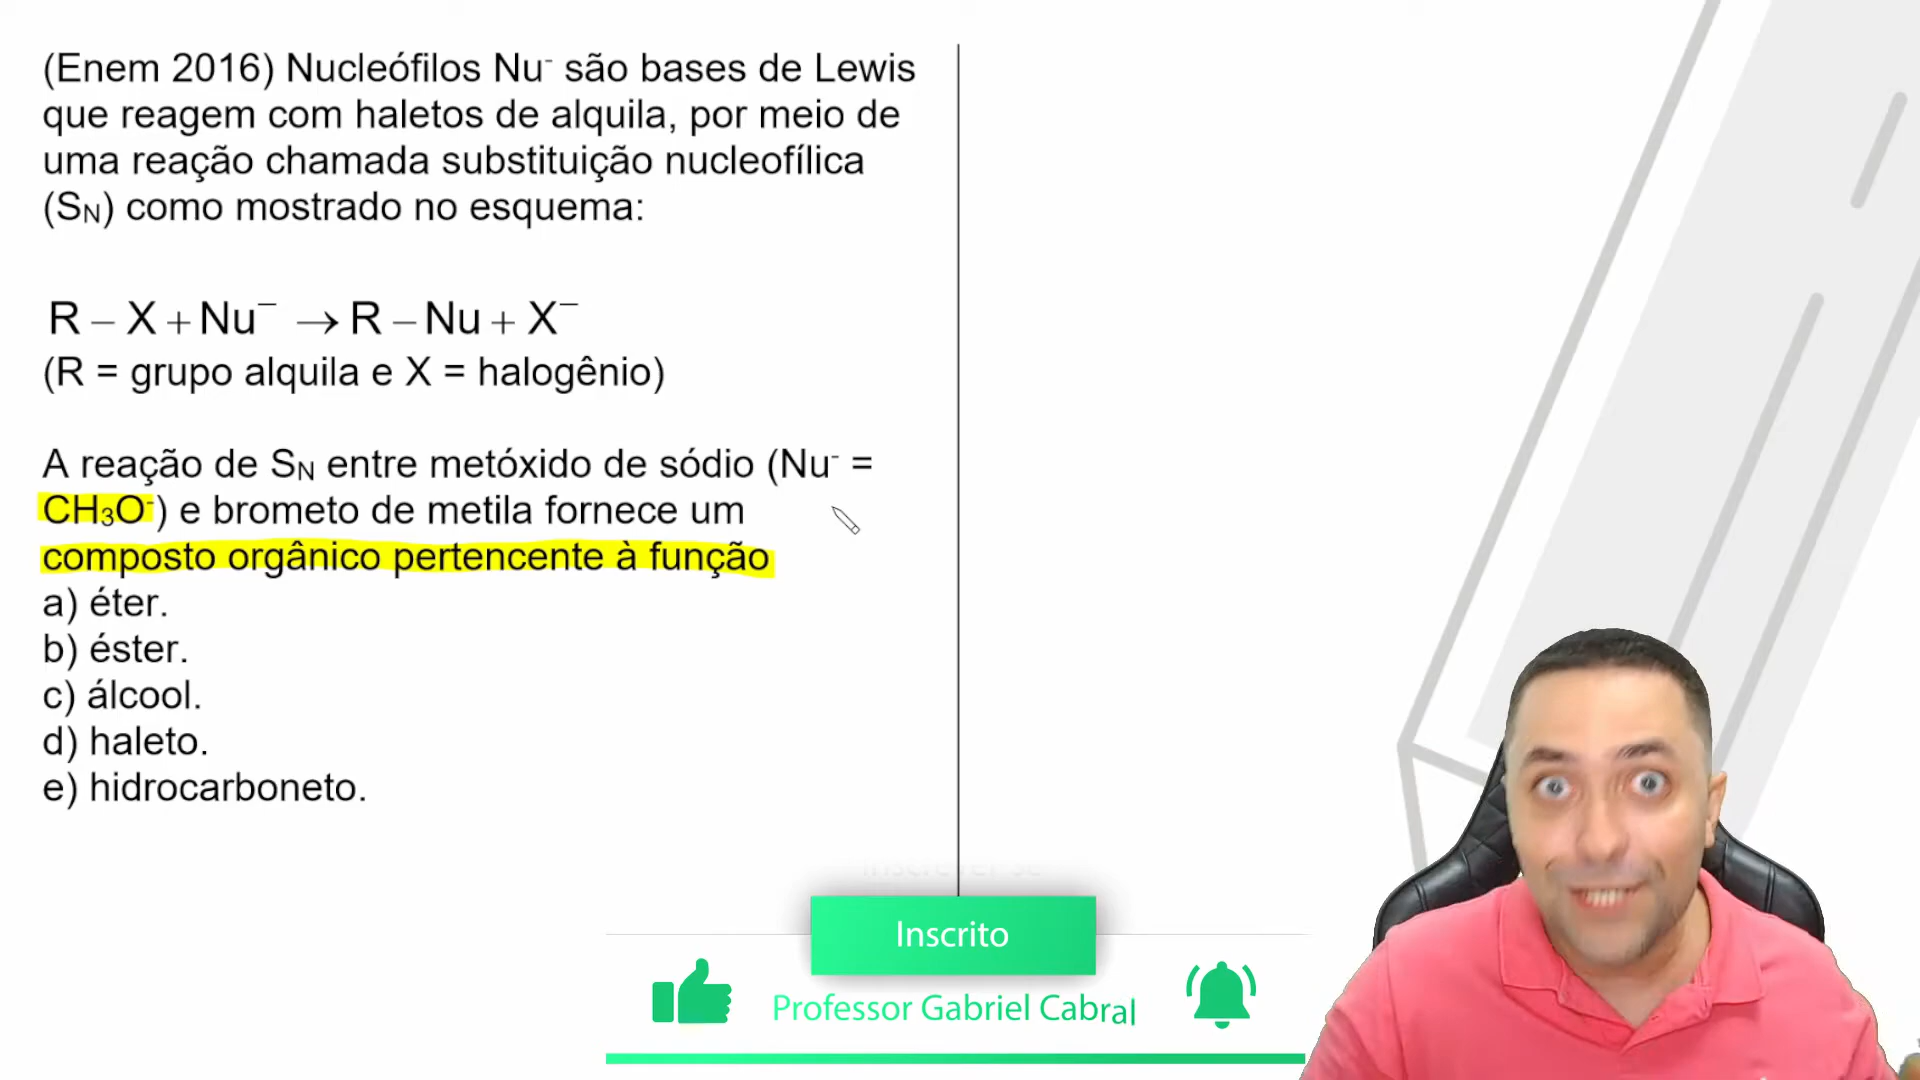 (Enem 2016) Nucleófilos Nu⁻ são bases de Lewis
que reagem com haletos de alquila, por meio de
uma reação chamada substituição nucleofílica
(Sₙ) como mostrado no esquema:
R – X + Nu⁻ → R – Nu + X⁻
(R = grupo alquila e X = halogênio)
A reação de Sₙ entre metóxido de sódio (Nu⁻ =
CH₃O⁻) e brometo de metila fornece um
composto orgânico pertencente à função
a) éter.
b) éster.
c) álcool.
d) haleto.
e) hidrocarboneto.
Inscrever-se
Inscrito
Professor Gabriel Cabral